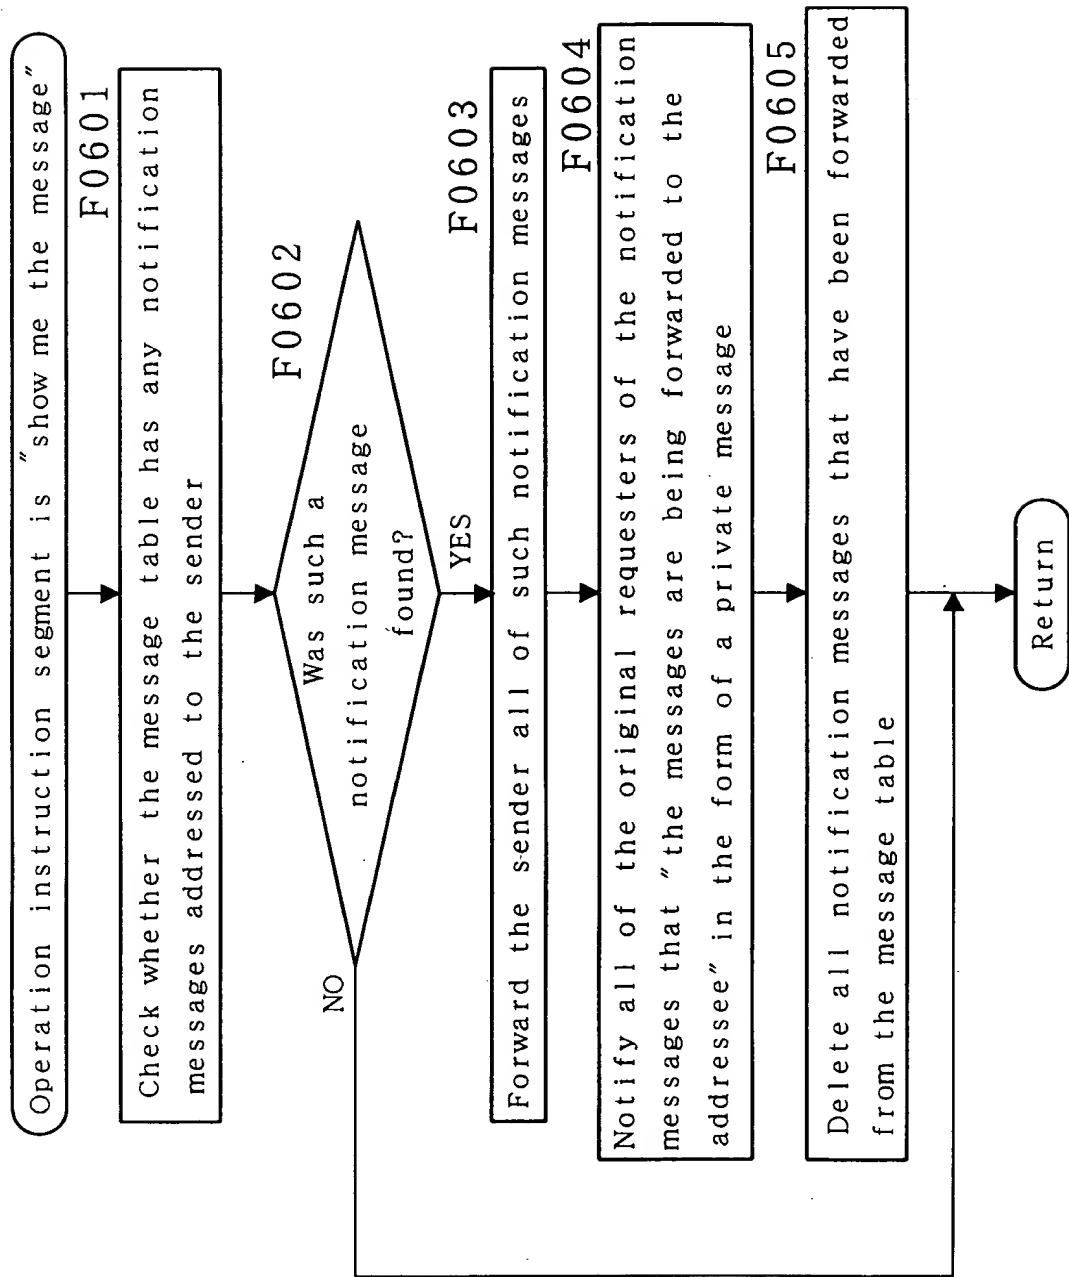 Operation instruction segment is "show me the message"
F0601
Check whether the message table has any notification
messages addressed to the sender
F0602
Was such a
notification message
found?
YES
NO
F0603
Forward the sender all of such notification messages
F0604
Notify all of the original requesters of the notification
messages that "the messages are being forwarded to the
addressee" in the form of a private message
F0605
Delete all notification messages that have been forwarded
from the message table
Return